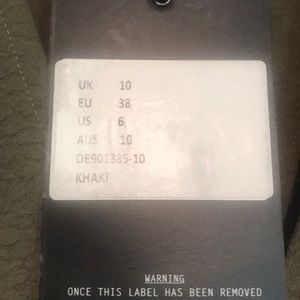 UK 10
EU 38
US 6
AUS 10
DE901335-10
KHAKI
WARNING
ONCE THIS LABEL HAS BEEN REMOVED